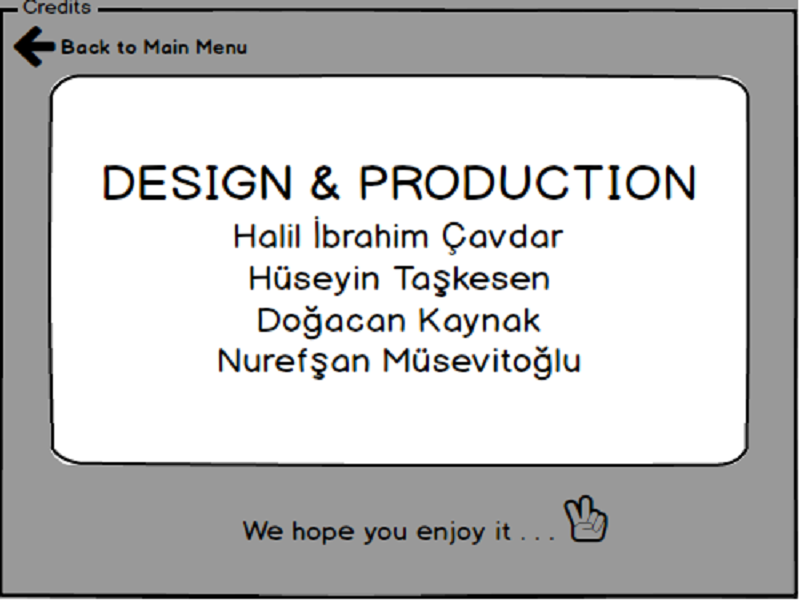 Credits
Back to Main Menu
DESIGN & PRODUCTION
Halil İbrahim Çavdar
Hüseyin Taşkesen
Doğacan Kaynak
Nurefşan Müsevitoğlu
We hope you enjoy it . . .